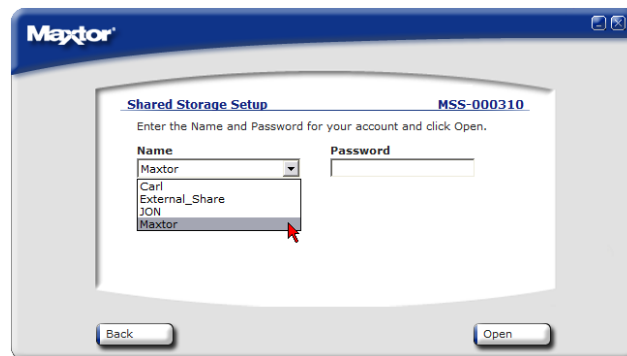 Maxtor
Shared Storage Setup MSS-000310
Enter the Name and Password for your account and click Open.
Name Password
Maxtor
Carl
External_Share
JON
Maxtor
Back Open